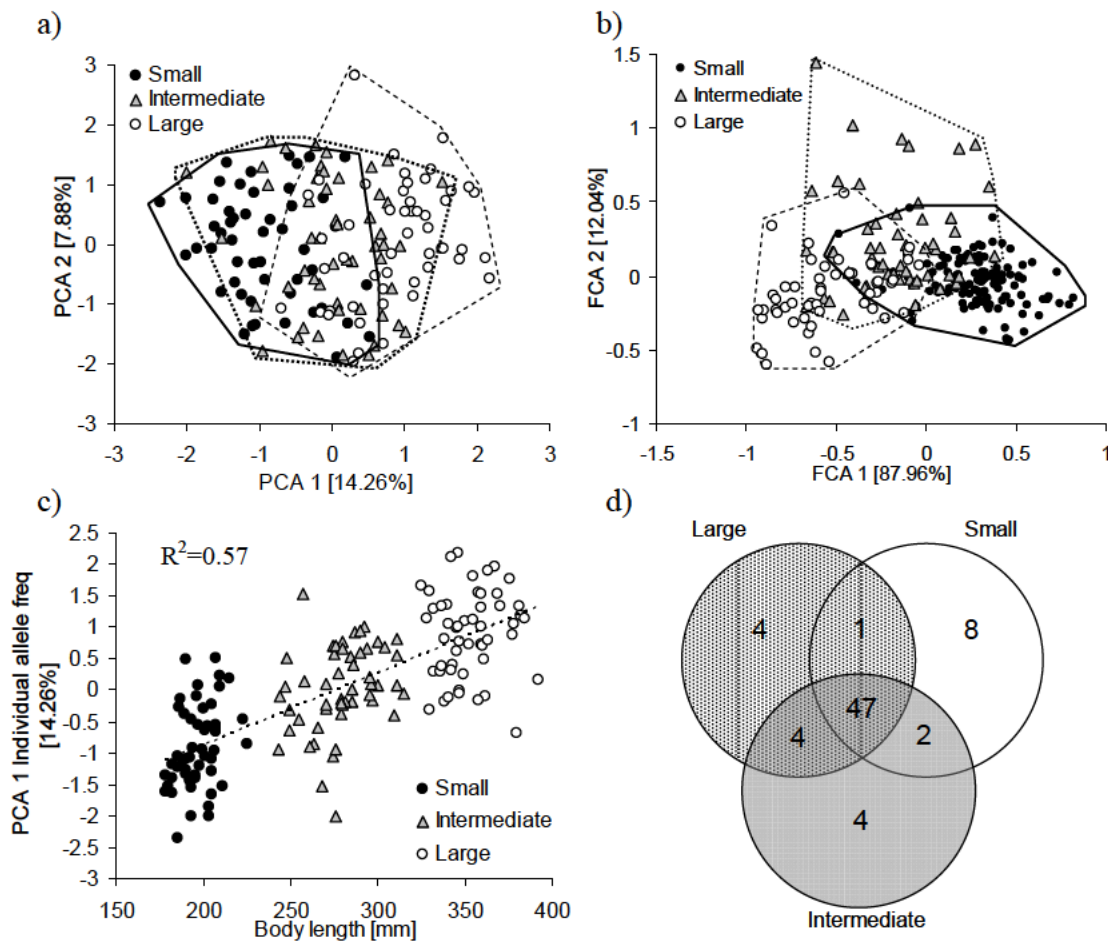 a)
3
2
1
0
-1
-2
-3
PCA 2 [7.88%]
Small
Intermediate
Large
-3
-2
-1
0
1
2
3
PCA 1 [14.26%]
b)
1.5
1
0.5
0
-0.5
-1
FCA 2 [12.04%]
Small
Intermediate
Large
-1.5
-1
-0.5
0
0.5
1
FCA 1 [87.96%]
c)
2.5
2
1.5
1
0.5
0
-0.5
-1
-1.5
-2
-2.5
-3
PCA 1 Individual allele freq
[14.26%]
R²=0.57
Small
Intermediate
Large
150
200
250
300
350
400
Body length [mm]
d)
Large
Small
4
1
8
47
4
2
4
Intermediate